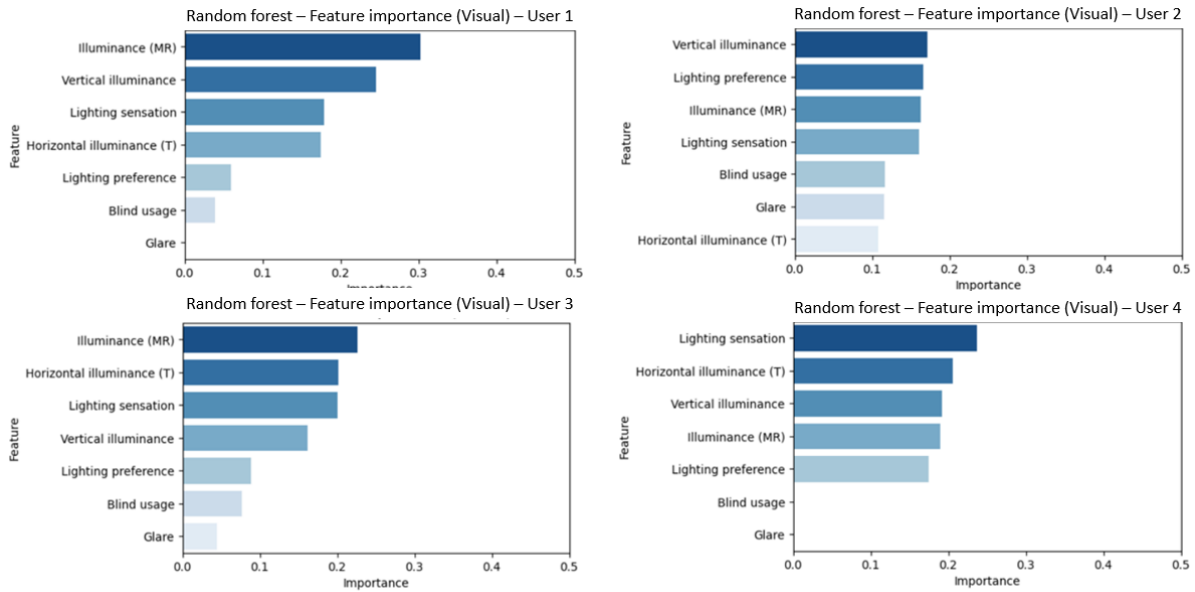 Random forest – Feature importance (Visual) – User 1
Illuminance (MR)
Vertical illuminance
Lighting sensation
Horizontal illuminance (T)
Lighting preference
Blind usage
Glare
Feature
0.0 0.1 0.2 0.3 0.4 0.5
Importance
Random forest – Feature importance (Visual) – User 2
Vertical illuminance
Lighting preference
Illuminance (MR)
Lighting sensation
Blind usage
Glare
Horizontal illuminance (T)
Feature
0.0 0.1 0.2 0.3 0.4 0.5
Importance
Random forest – Feature importance (Visual) – User 3
Illuminance (MR)
Horizontal illuminance (T)
Lighting sensation
Vertical illuminance
Lighting preference
Blind usage
Glare
Feature
0.0 0.1 0.2 0.3 0.4 0.5
Importance
Random forest – Feature importance (Visual) – User 4
Lighting sensation
Horizontal illuminance (T)
Vertical illuminance
Illuminance (MR)
Lighting preference
Blind usage
Glare
Feature
0.0 0.1 0.2 0.3 0.4 0.5
Importance